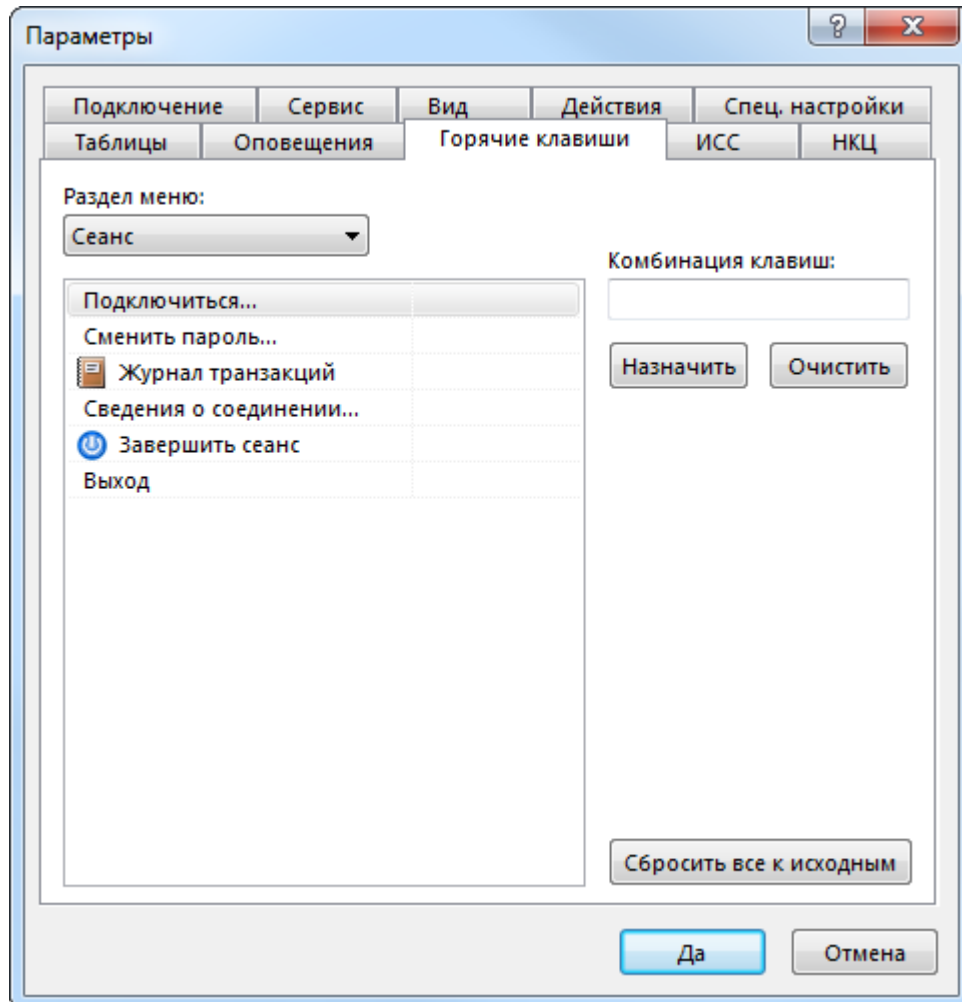 Параметры
Подключение Сервис Вид Действия Спец. настройки
Таблицы Оповещения Горячие клавиши ИСС НКЦ
Раздел меню:
Сеанс
Комбинация клавиш:
Подключиться...
Сменить пароль...
Журнал транзакций
Назначить Очистить
Сведения о соединении...
Завершить сеанс
Выход
Сбросить все к исходным
Да Отмена